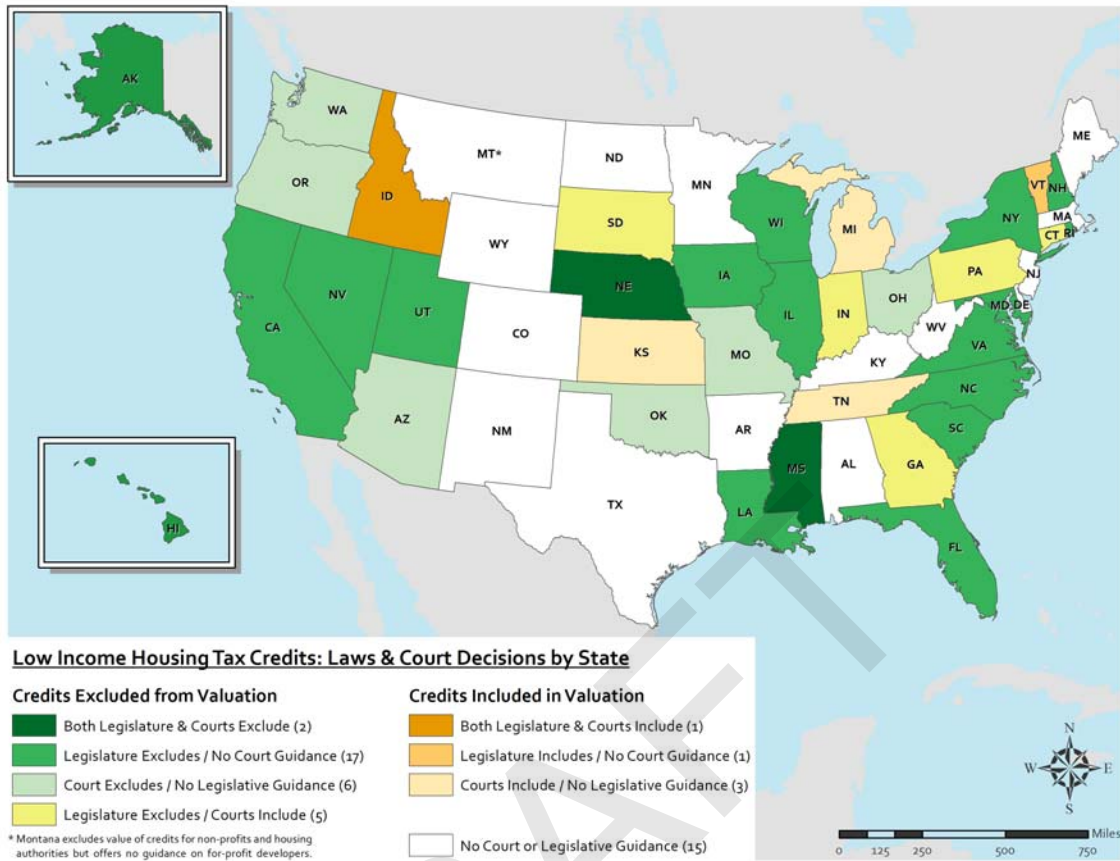 AK
WA
MT*
ND
MN
ME
OR
ID
SD
WI
MI
VT
NH
NY
MA
CT
RI
WY
NE
IA
PA
NJ
NV
UT
CO
IL
IN
OH
MD
DE
CA
KS
MO
WV
VA
KY
AZ
NM
OK
TN
NC
AR
SC
MS
AL
GA
TX
LA
FL
HI
DRAFT
Low Income Housing Tax Credits: Laws & Court Decisions by State
Credits Excluded from Valuation
Both Legislature & Courts Exclude (2)
Legislature Excludes / No Court Guidance (17)
Court Excludes / No Legislative Guidance (6)
Legislature Excludes / Courts Include (5)
* Montana excludes value of credits for non-profits and housing
authorities but offers no guidance on for-profit developers.
Credits Included in Valuation
Both Legislature & Courts Include (1)
Legislature Includes / No Court Guidance (1)
Courts Include / No Legislative Guidance (3)
No Court or Legislative Guidance (15)
N
W
E
S
Miles
0 125 250 500 750